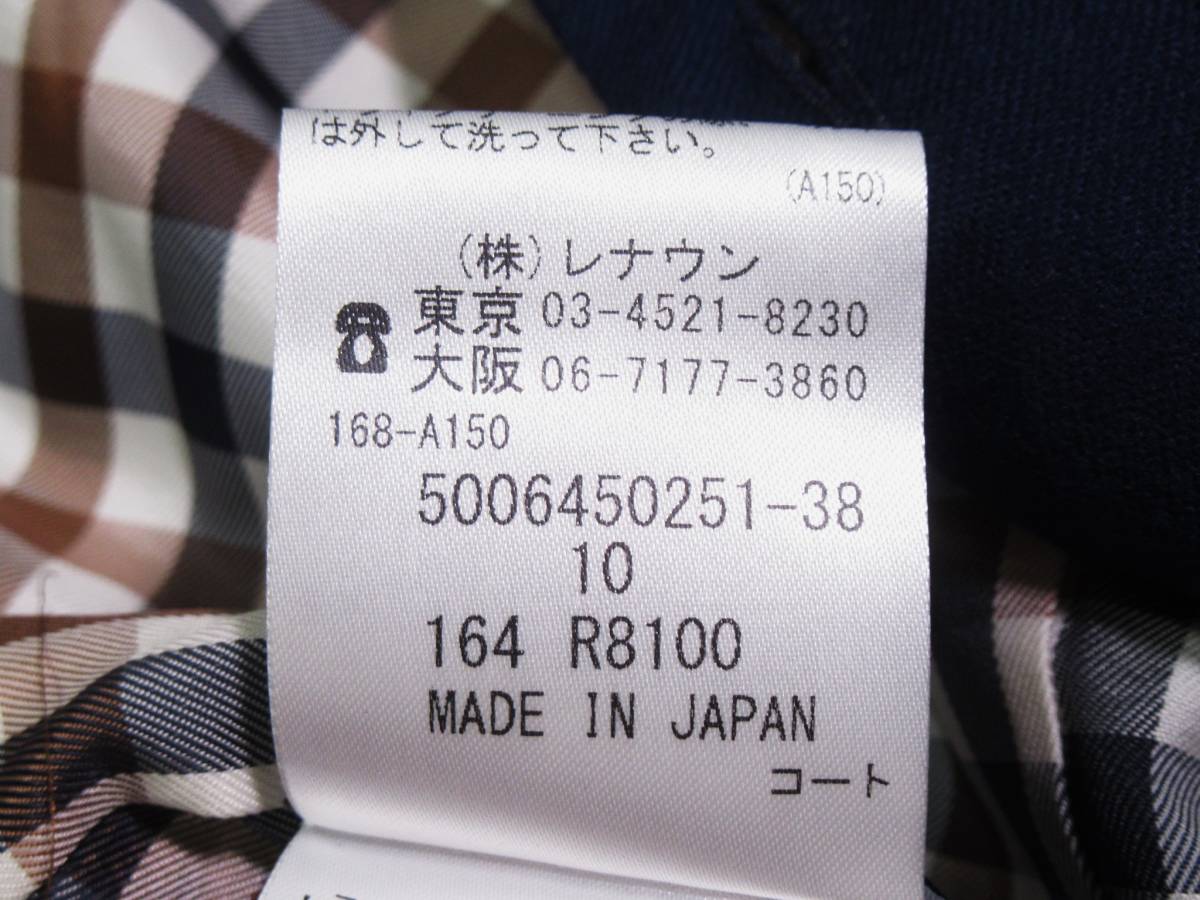 は外して洗って下さい。
(A150)
(株)レナウン
東京 03-4521-8230
大阪 06-7177-3860
168-A150
5006450251-38
10
164 R8100
MADE IN JAPAN
コート